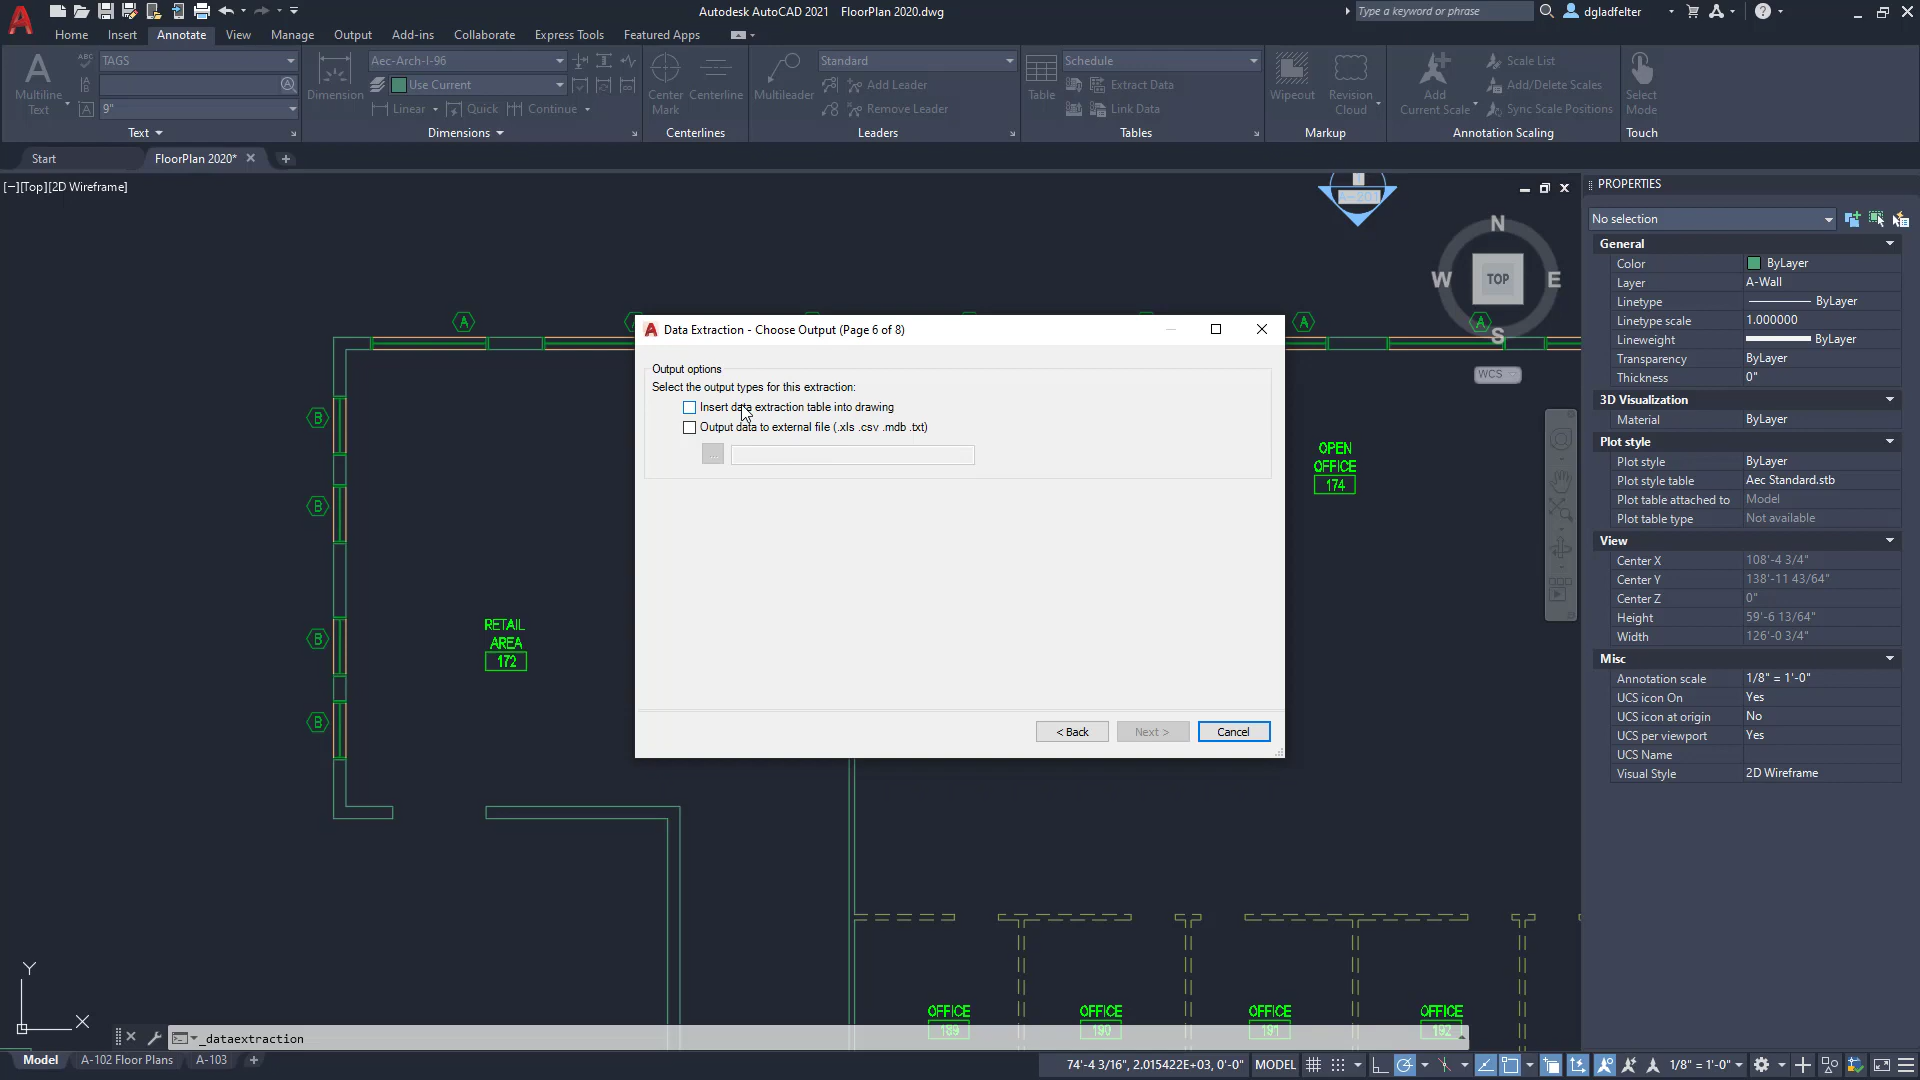 Autodesk AutoCAD 2021 FloorPlan 2020.dwg
Type a keyword or phrase
dgladfelter
Home Insert Annotate View Manage Output Add-ins Collaborate Express Tools Featured Apps
Multiline Text
TAGS
9"
Text
Dimension
Aec-Arch-I-96
Use Current
Linear Quick Continue
Dimensions
Center Mark
Centerline
Centerlines
Multileader
Standard
Add Leader
Remove Leader
Leaders
Table
Schedule
Extract Data
Link Data
Tables
Wipeout
Revision Cloud
Markup
Add Current Scale
Scale List
Add/Delete Scales
Sync Scale Positions
Annotation Scaling
Select Mode
Touch
Start FloorPlan 2020*
[−][Top][2D Wireframe]
N
W TOP E
S
WCS
A
A
A
B
B
B
B
RETAIL
AREA
172
OPEN
OFFICE
174
OFFICE
189
OFFICE
190
OFFICE
191
OFFICE
192
Data Extraction - Choose Output (Page 6 of 8)
Output options
Select the output types for this extraction:
Insert data extraction table into drawing
Output data to external file (.xls .csv .mdb .txt)
...
< Back Next > Cancel
PROPERTIES
No selection
General
Color ByLayer
Layer A-Wall
Linetype ByLayer
Linetype scale 1.000000
Lineweight ByLayer
Transparency ByLayer
Thickness 0"
3D Visualization
Material ByLayer
Plot style
Plot style ByLayer
Plot style table Aec Standard.stb
Plot table attached to Model
Plot table type Not available
View
Center X 108'-4 3/4"
Center Y 138'-11 43/64"
Center Z 0"
Height 59'-6 13/64"
Width 126'-0 3/4"
Misc
Annotation scale 1/8" = 1'-0"
UCS icon On Yes
UCS icon at origin No
UCS per viewport Yes
UCS Name
Visual Style 2D Wireframe
Y
X
_dataextraction
Model A-102 Floor Plans A-103
74'-4 3/16", 2.015422E+03, 0'-0" MODEL 1/8" = 1'-0"